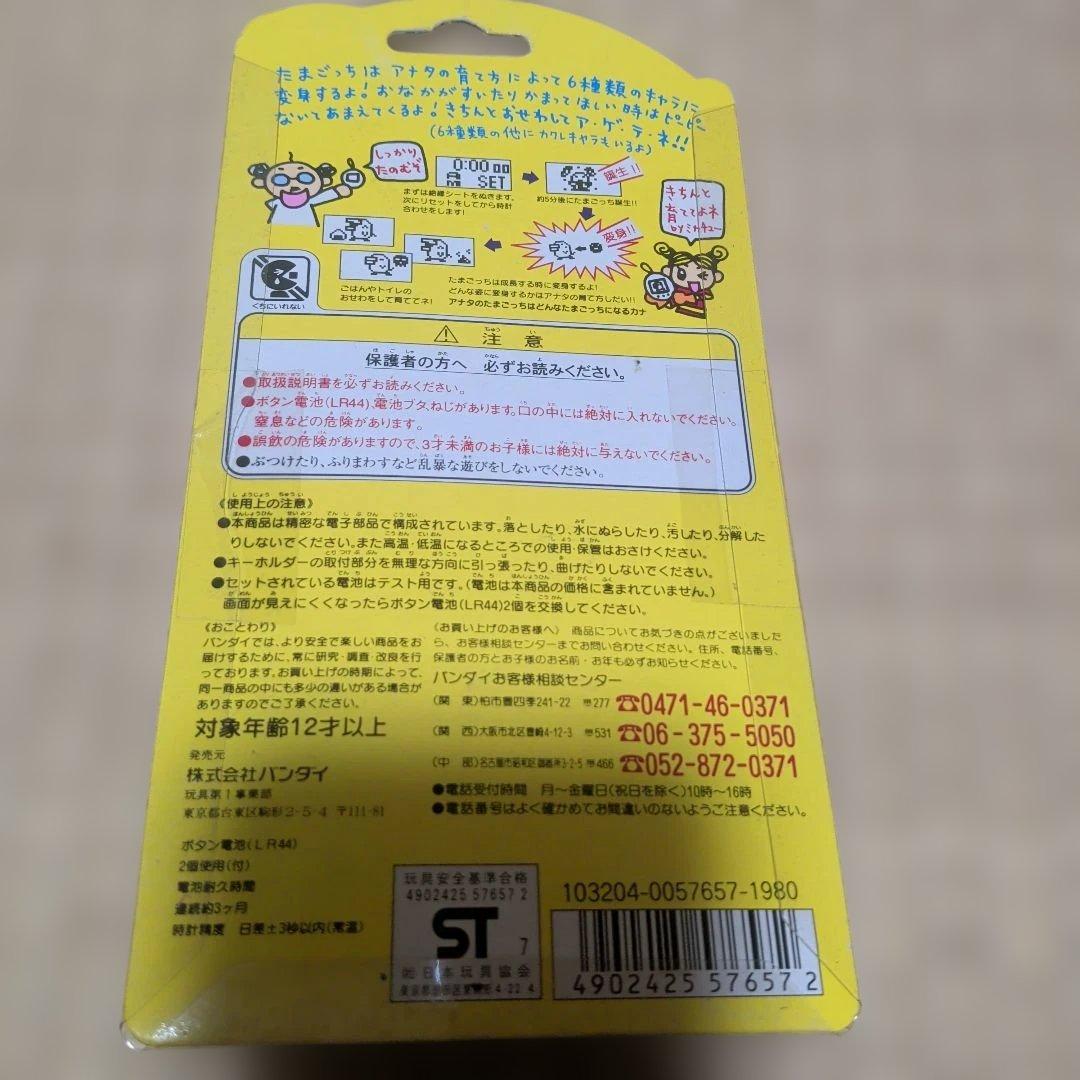 たまごっちは アナタの育て方によって6種類のキャラに
変身するよ! おなかがすいたりかまってほしい時はピーピー
ないてあまえてくるよ! きちんとおせわしてア・ゲ・テ・ネ!!
(6種類の他にカクレキャラもいるよ)
しっかり
たのむぞ
0:00 00
AM SET
誕生!!
まずは絶縁シートをぬきます。
次にリセットをしてから時計
合わせをします!
約5分後にたまごっち誕生!!
きちんと
育ててよネ
byミカチュー
変身!!
くちにいれない
ごはんやトイレの
おせわをして育ててネ!
たまごっちは成長する時に変身するよ!
どんな姿に変身するかはアナタの育て方しだい!!
アナタのたまごっちはどんなたまごっちになるカナ
注意
保護者の方へ 必ずお読みください。
●取扱説明書を必ずお読みください。
●ボタン電池(LR44)、電池ブタ、ねじがあります。口の中には絶対に入れないでください。
窒息などの危険があります。
●誤飲の危険がありますので、3才未満のお子様には絶対に与えないでください。
●ぶつけたり、ふりまわすなど乱暴な遊びをしないでください。
《使用上の注意》
●本商品は精密な電子部品で構成されています。落としたり、水にぬらしたり、汚したり、分解した
りしないでください。また高温・低温になるところでの使用・保管はおさけください。
●キーホルダーの取付部分を無理な方向に引っ張ったり、曲げたりしないでください。
●セットされている電池はテスト用です。(電池は本商品の価格に含まれていません。)
画面が見えにくくなったらボタン電池(LR44)2個を交換してください。
《おことわり》
バンダイでは、より安全で楽しい商品をお
届けするために、常に研究・調査・改良を行
っております。お買い上げの時期によって、
同一商品の中にも多少の違いがある場合が
ありますのでご了承ください。
対象年齢12才以上
発売元
株式会社バンダイ
玩具第1事業部
東京都台東区駒形2-5-4 〒111-81
《お買い上げのお客様へ》 商品についてお気づきの点がございました
ら、お客様相談センターまでお問い合わせください。住所、電話番号、
保護者の方とお子様のお名前・お年も必ずお知らせください。
バンダイお客様相談センター
(関 東)柏市豊四季241-22 〒277 ☎0471-46-0371
(関 西)大阪市北区豊崎4-12-3 〒531 ☎06-375-5050
(中 部)名古屋市昭和区御器所3-2-5 〒466 ☎052-872-0371
●電話受付時間 月〜金曜日(祝日を除く)10時〜16時
●電話番号はよく確かめてお間違いのないようご注意ください。
ボタン電池(LR44)
2個使用(付)
電池耐久時間
連続約3ヶ月
時計精度 日差±3秒以内(常温)
玩具安全基準合格
4902425 57657 2
ST 7
㈳日本玩具協会
103204-0057657-1980
4902425 576572